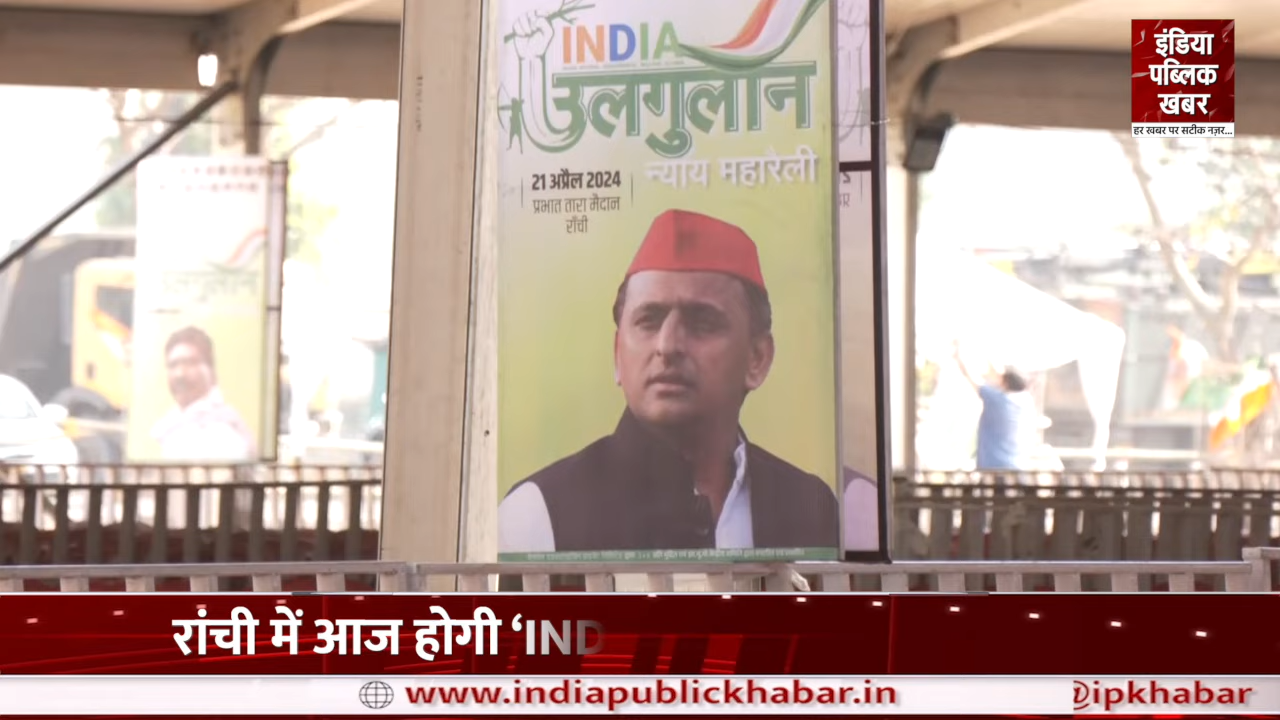 INDIA
उलगुलान
न्याय महारैली
21 अप्रैल 2024
प्रभात तारा मैदान
राँची
इंडिया
पब्लिक
खबर
हर खबर पर सटीक नज़र...
रांची में आज होगी ‘IND
www.indiapublickhabar.in
@ipkhabar